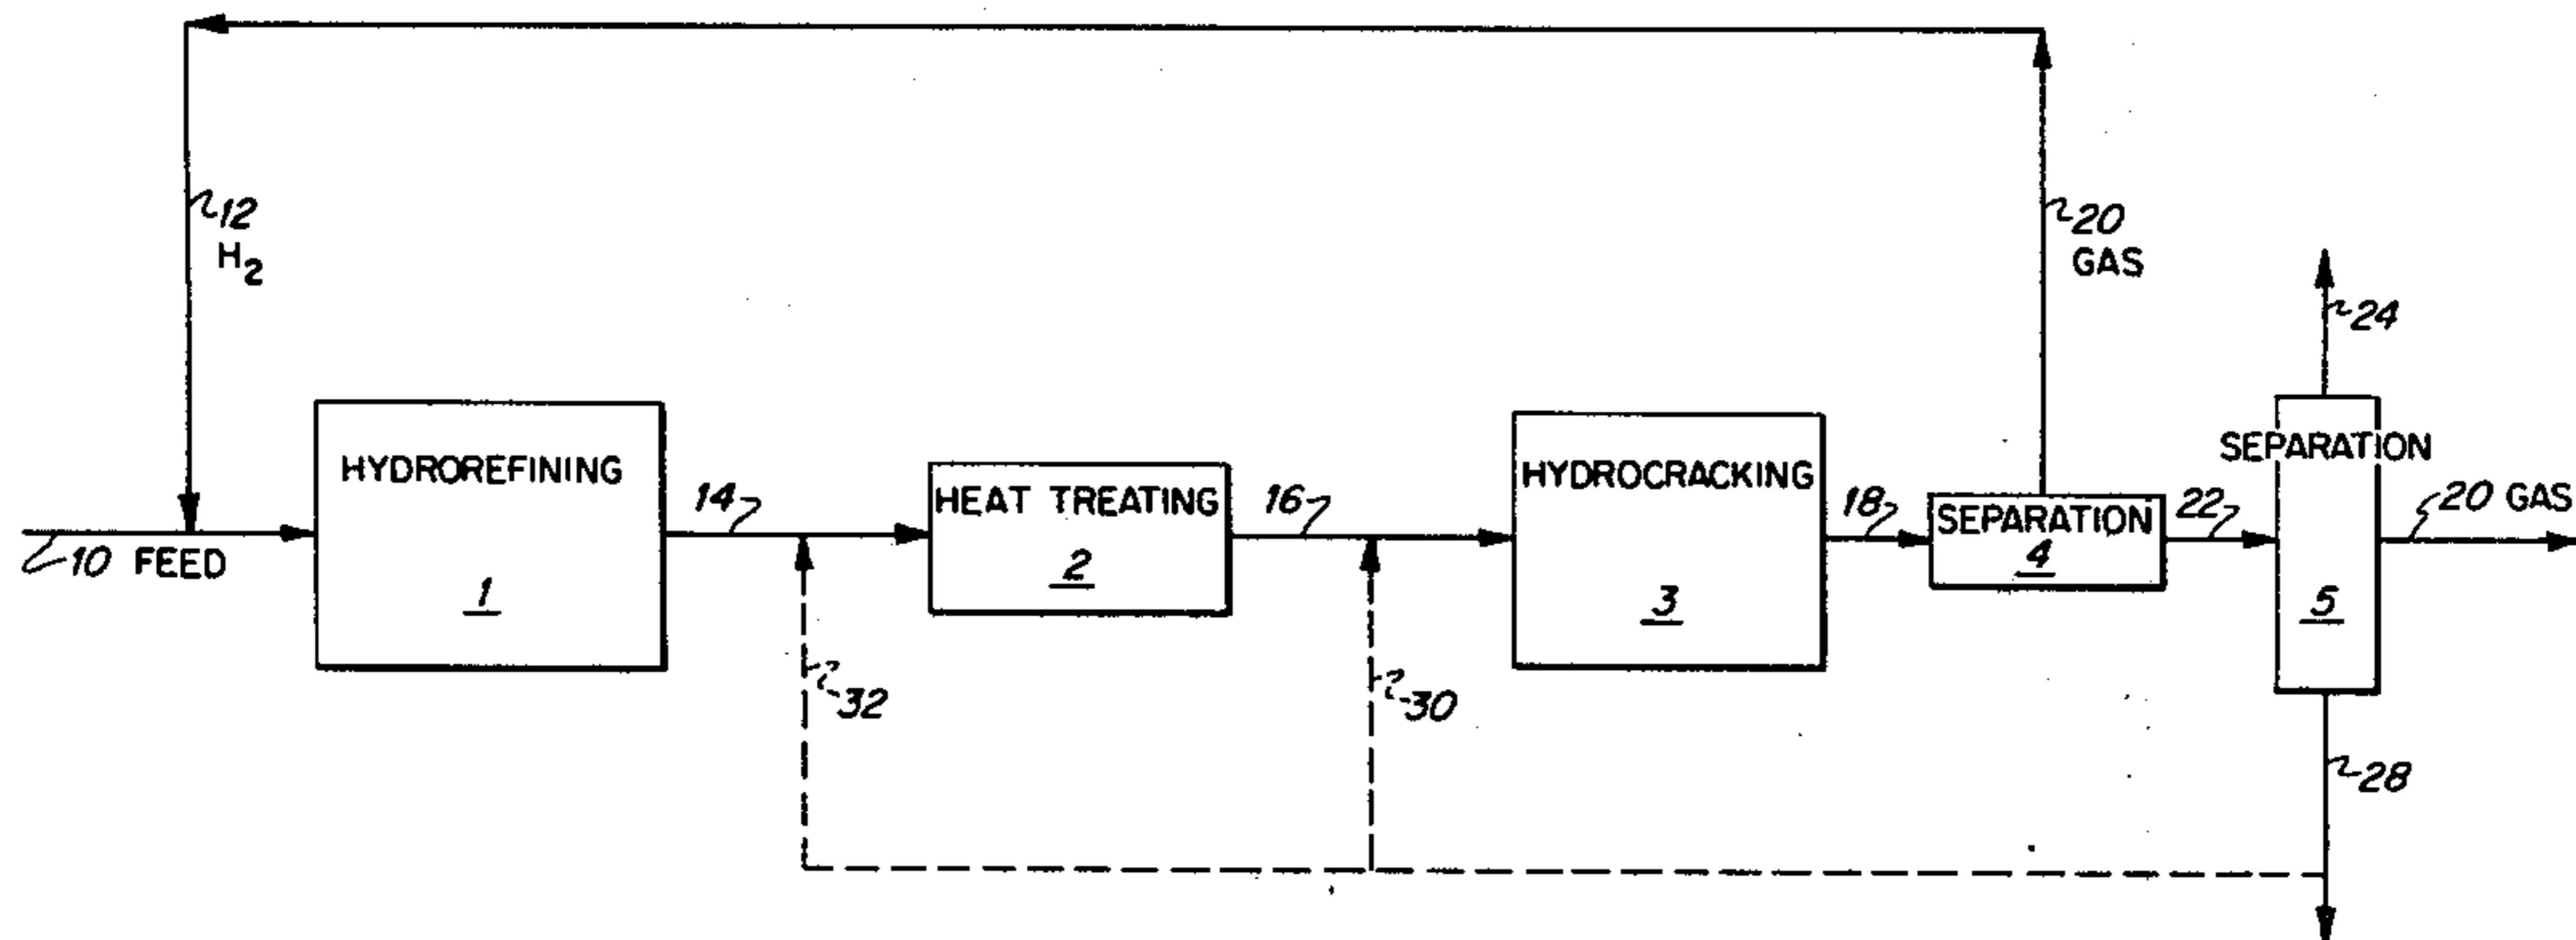 12
H2
20
GAS
24
HYDROREFINING
1
10 FEED
14
HEAT TREATING
2
16
HYDROCRACKING
3
18
SEPARATION
4
22
SEPARATION
5
20 GAS
32
30
28